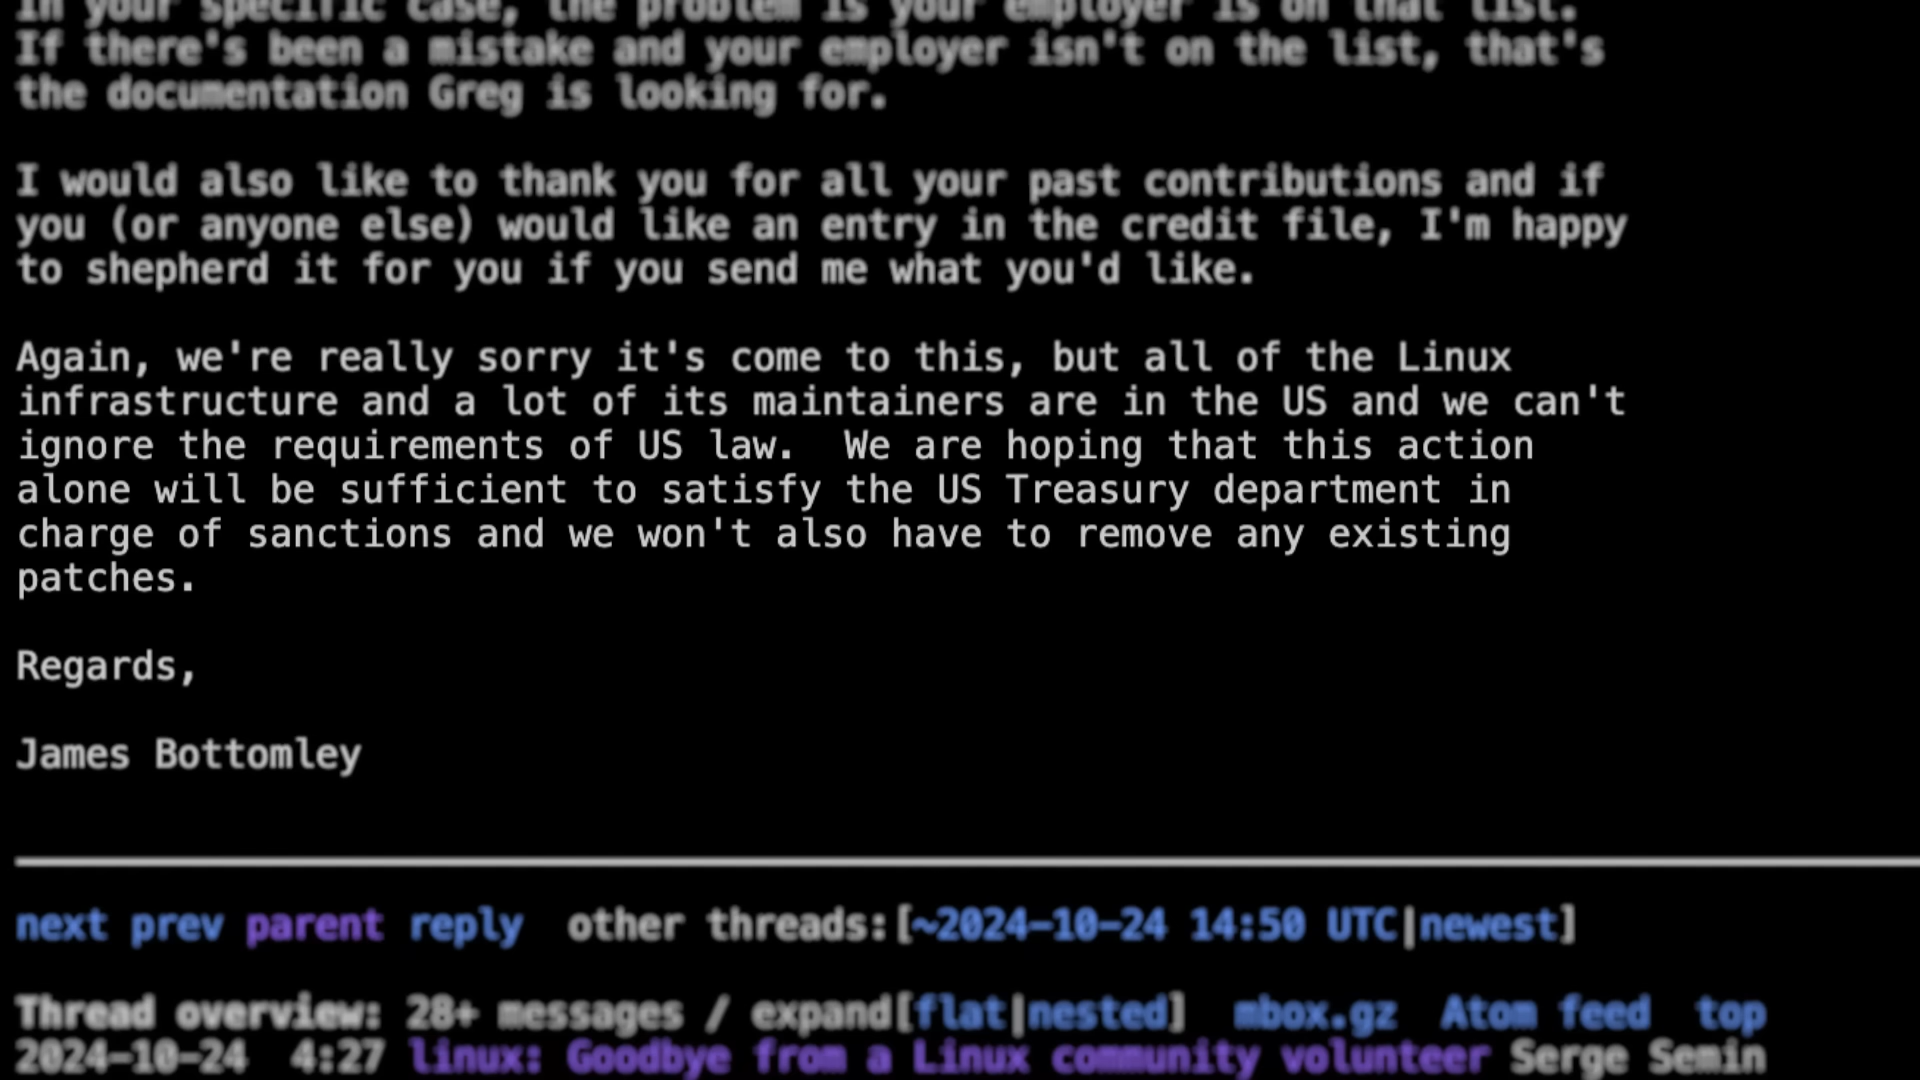 In your specific case, the problem is your employer is on that list.
If there's been a mistake and your employer isn't on the list, that's
the documentation Greg is looking for.
I would also like to thank you for all your past contributions and if
you (or anyone else) would like an entry in the credit file, I'm happy
to shepherd it for you if you send me what you'd like.
Again, we're really sorry it's come to this, but all of the Linux
infrastructure and a lot of its maintainers are in the US and we can't
ignore the requirements of US law.  We are hoping that this action
alone will be sufficient to satisfy the US Treasury department in
charge of sanctions and we won't also have to remove any existing
patches.
Regards,
James Bottomley
next prev parent reply  other threads:[~2024-10-24 14:50 UTC|newest]
Thread overview: 28+ messages / expand[flat|nested]  mbox.gz  Atom feed  top
2024-10-24  4:27 linux: Goodbye from a Linux community volunteer Serge Semin